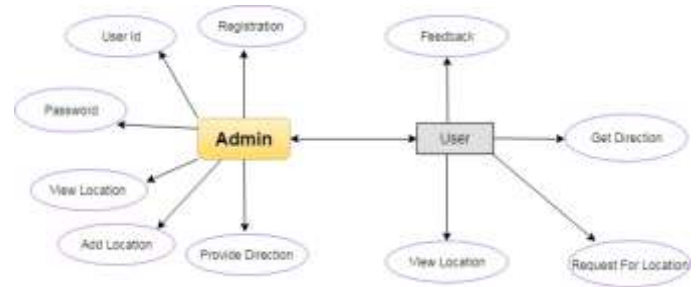 Registration
Feedback
User Id
Password
Admin
User
Get Direction
View Location
Add Location
Provide Direction
View Location
Request For Location